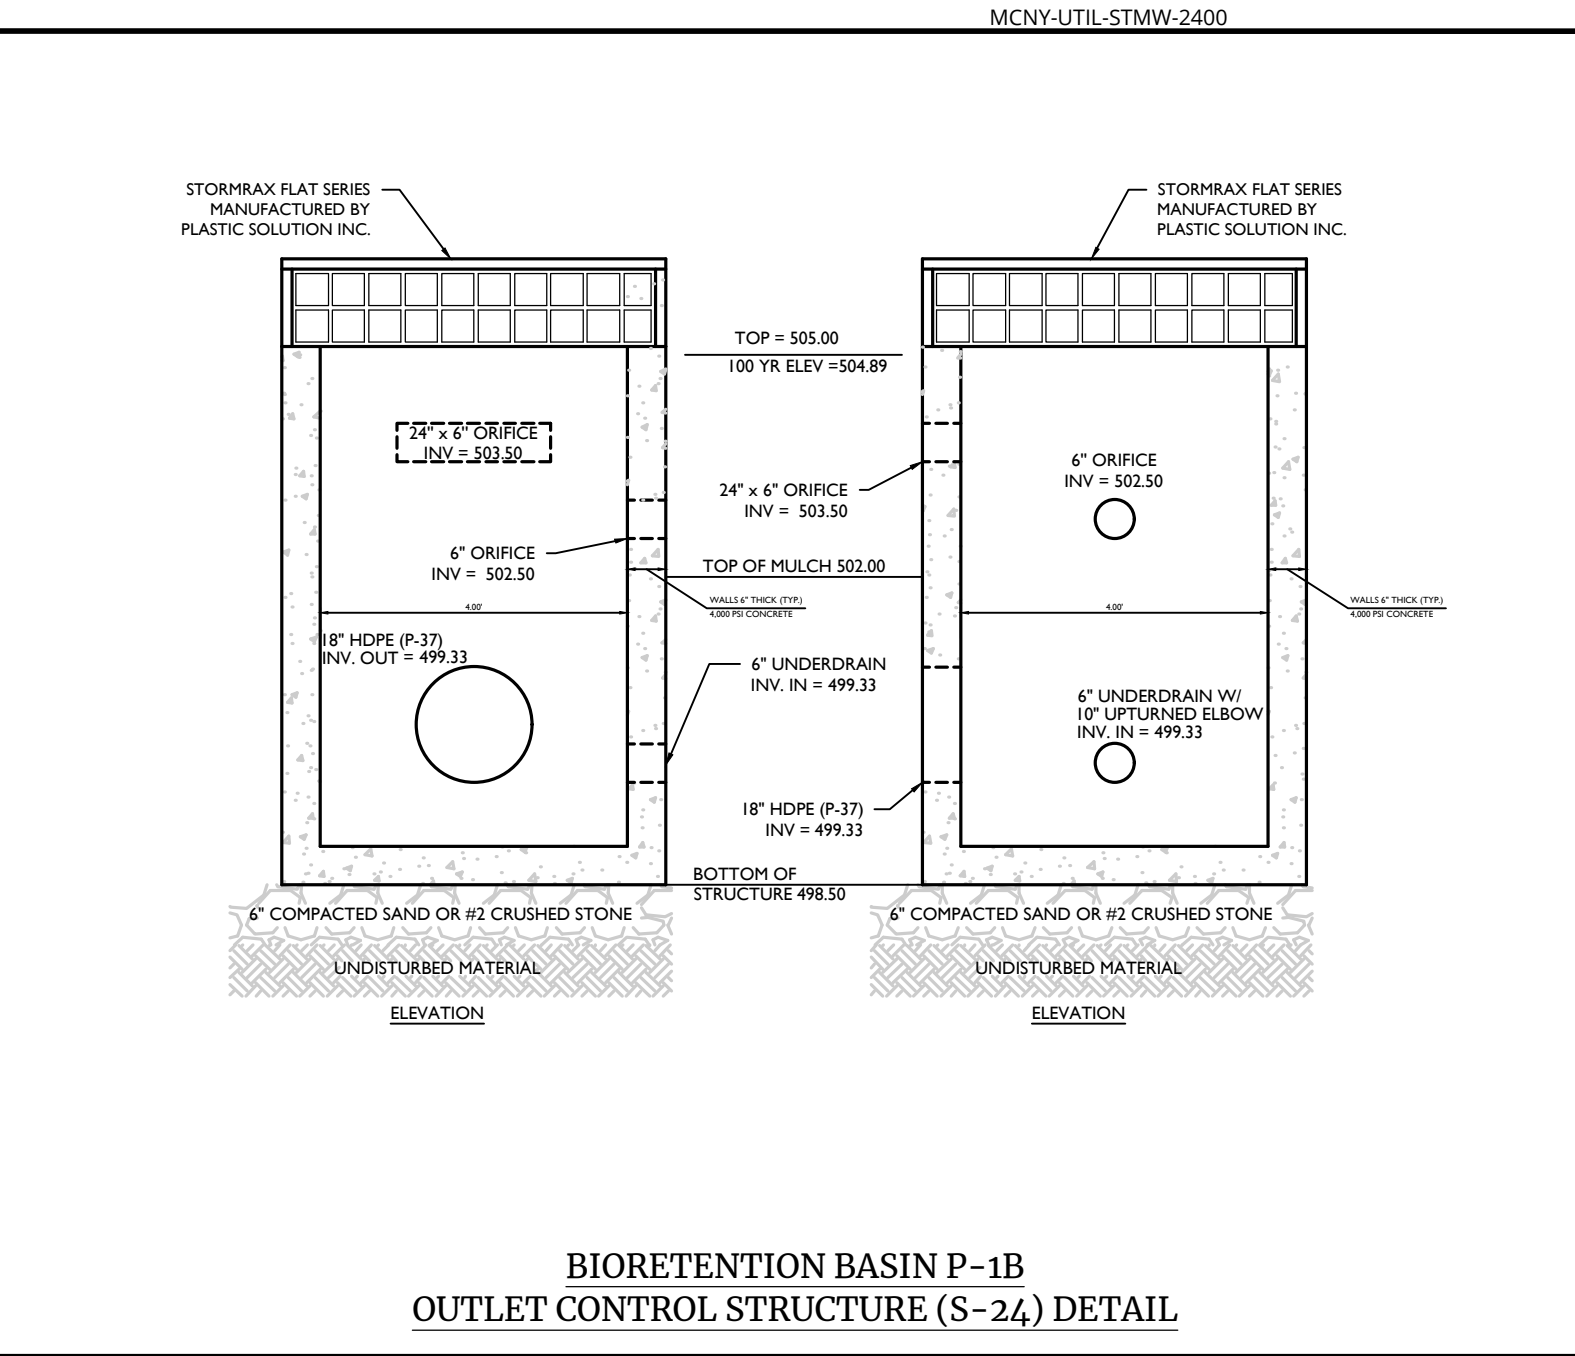 MCNY-UTIL-STMW-2400
STORMRAX FLAT SERIES
MANUFACTURED BY
PLASTIC SOLUTION INC.
STORMRAX FLAT SERIES
MANUFACTURED BY
PLASTIC SOLUTION INC.
TOP = 505.00
100 YR ELEV =504.89
24" x 6" ORIFICE
INV = 503.50
6" ORIFICE
INV = 502.50
24" x 6" ORIFICE
INV = 503.50
6" ORIFICE
INV = 502.50
TOP OF MULCH 502.00
WALLS 6" THICK (TYP.)
4,000 PSI CONCRETE
WALLS 6" THICK (TYP.)
4,000 PSI CONCRETE
4.00'
4.00'
18" HDPE (P-37)
INV. OUT = 499.33
6" UNDERDRAIN
INV. IN = 499.33
6" UNDERDRAIN W/
10" UPTURNED ELBOW
INV. IN = 499.33
18" HDPE (P-37)
INV = 499.33
BOTTOM OF
STRUCTURE 498.50
6" COMPACTED SAND OR #2 CRUSHED STONE
6" COMPACTED SAND OR #2 CRUSHED STONE
UNDISTURBED MATERIAL
UNDISTURBED MATERIAL
ELEVATION
ELEVATION
BIORETENTION BASIN P-1B
OUTLET CONTROL STRUCTURE (S-24) DETAIL